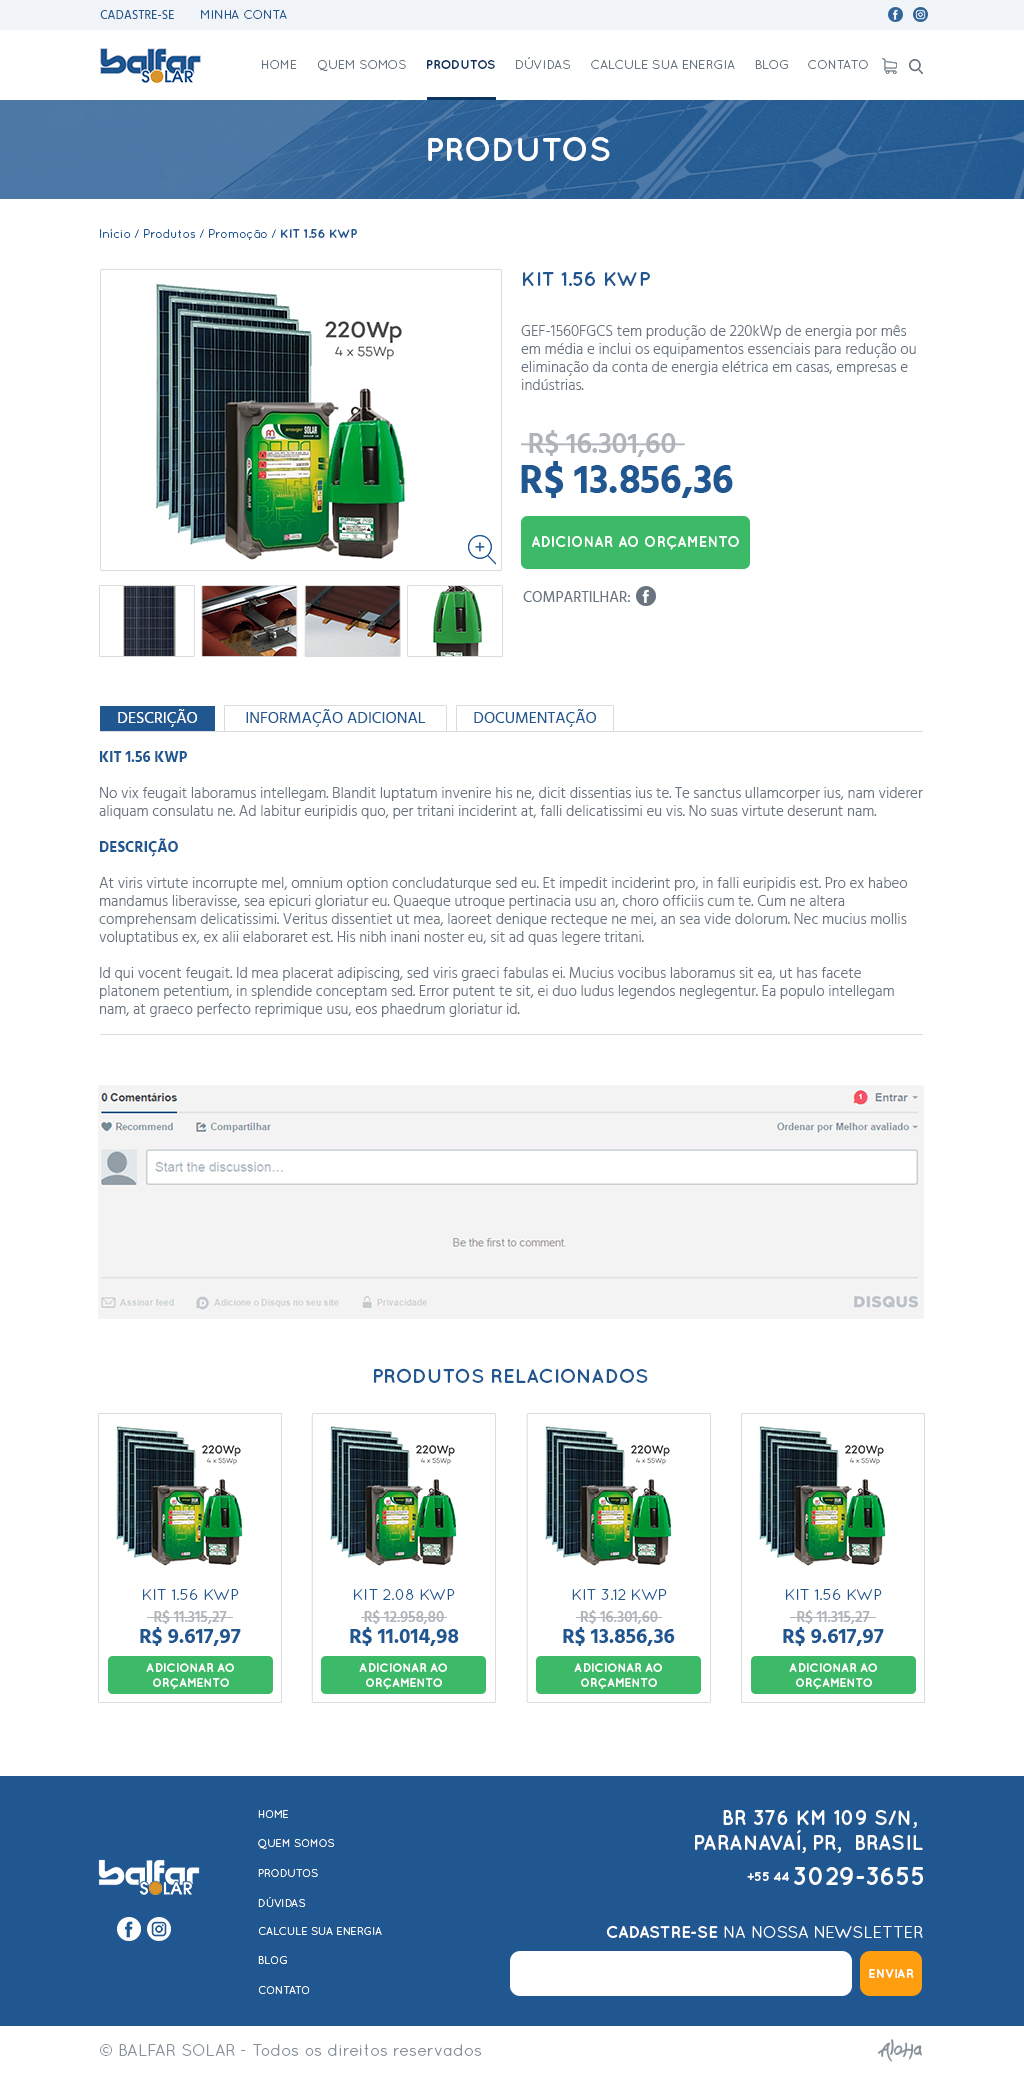 CADASTRE-SE MINHA CONTA
balfar SOLAR
HOME QUEM SOMOS PRODUTOS DÚVIDAS CALCULE SUA ENERGIA BLOG CONTATO
PRODUTOS
Início / Produtos / Promoção / KIT 1.56 KWP
220Wp
4 x 55Wp
SOLAR
balfar
KIT 1.56 KWP
GEF-1560FGCS tem produção de 220kWp de energia por mês
em média e inclui os equipamentos essenciais para redução ou
eliminação da conta de energia elétrica em casas, empresas e
indústrias.
R$ 16.301,60
R$ 13.856,36
ADICIONAR AO ORÇAMENTO
COMPARTILHAR:
DESCRIÇÃO INFORMAÇÃO ADICIONAL DOCUMENTAÇÃO
KIT 1.56 KWP
No vix feugait laboramus intellegam. Blandit luptatum invenire his ne, dicit dissentias ius te. Te sanctus ullamcorper ius, nam viderer
aliquam consulatu ne. Ad labitur euripidis quo, per tritani inciderint at, falli delicatissimi eu vis. No suas virtute deserunt nam.
DESCRIÇÃO
At viris virtute incorrupte mel, omnium option concludaturque sed eu. Et impedit inciderint pro, in falli euripidis est. Pro ex habeo
mandamus liberavisse, sea epicuri gloriatur eu. Quaeque utroque pertinacia usu an, choro officiis cum te. Cum ne altera
comprehensam delicatissimi. Veritus dissentiet ut mea, laoreet denique recteque ne mei, an sea vide dolorum. Nec mucius mollis
voluptatibus ex, ex alii elaboraret est. His nibh inani noster eu, sit ad quas legere tritani.
Id qui vocent feugait. Id mea placerat adipiscing, sed viris graeci fabulas ei. Mucius vocibus laboramus sit ea, ut has facete
platonem petentium, in splendide conceptam sed. Error putent te sit, ei duo ludus legendos neglegentur. Ea populo intellegam
nam, at graeco perfecto reprimique usu, eos phaedrum gloriatur id.
0 Comentários 1 Entrar
Recommend Compartilhar Ordenar por Melhor avaliado
Start the discussion...
Be the first to comment.
Assinar feed Adicione o Disqus no seu site Privacidade DISQUS
PRODUTOS RELACIONADOS
220Wp 220Wp 220Wp 220Wp
4 x 55Wp 4 x 55Wp 4 x 55Wp 4 x 55Wp
KIT 1.56 KWP KIT 2.08 KWP KIT 3.12 KWP KIT 1.56 KWP
R$ 11.315,27 R$ 12.958,80 R$ 16.301,60 R$ 11.315,27
R$ 9.617,97 R$ 11.014,98 R$ 13.856,36 R$ 9.617,97
ADICIONAR AO ADICIONAR AO ADICIONAR AO ADICIONAR AO
ORÇAMENTO ORÇAMENTO ORÇAMENTO ORÇAMENTO
balfar SOLAR
HOME
QUEM SOMOS
PRODUTOS
DÚVIDAS
CALCULE SUA ENERGIA
BLOG
CONTATO
BR 376 KM 109 S/N,
PARANAVAÍ, PR, BRASIL
+55 44 3029-3655
CADASTRE-SE NA NOSSA NEWSLETTER
ENVIAR
© BALFAR SOLAR - Todos os direitos reservados
Aloha